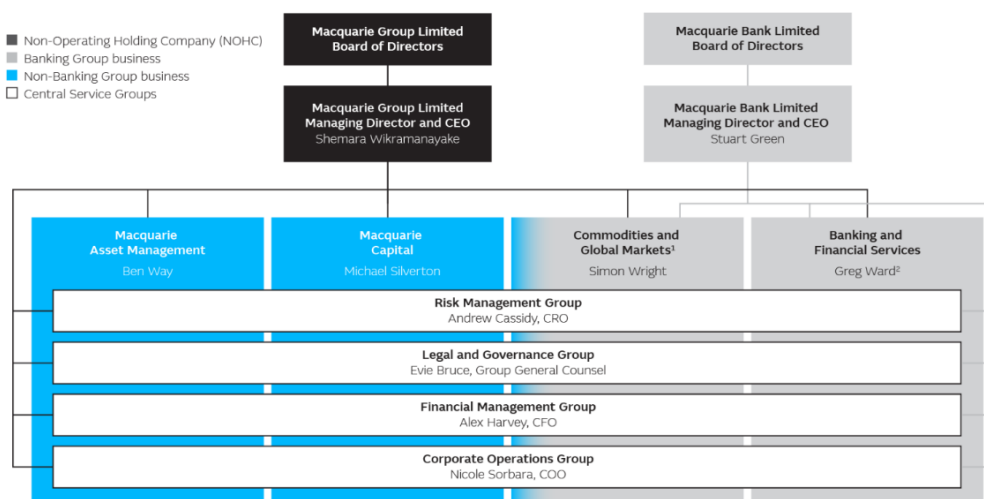 Non-Operating Holding Company (NOHC)
Banking Group business
Non-Banking Group business
Central Service Groups
Macquarie Group Limited
Board of Directors
Macquarie Bank Limited
Board of Directors
Macquarie Group Limited
Managing Director and CEO
Shemara Wikramanayake
Macquarie Bank Limited
Managing Director and CEO
Stuart Green
Macquarie
Asset Management
Ben Way
Macquarie
Capital
Michael Silverton
Commodities and
Global Markets¹
Simon Wright
Banking and
Financial Services
Greg Ward²
Risk Management Group
Andrew Cassidy, CRO
Legal and Governance Group
Evie Bruce, Group General Counsel
Financial Management Group
Alex Harvey, CFO
Corporate Operations Group
Nicole Sorbara, COO